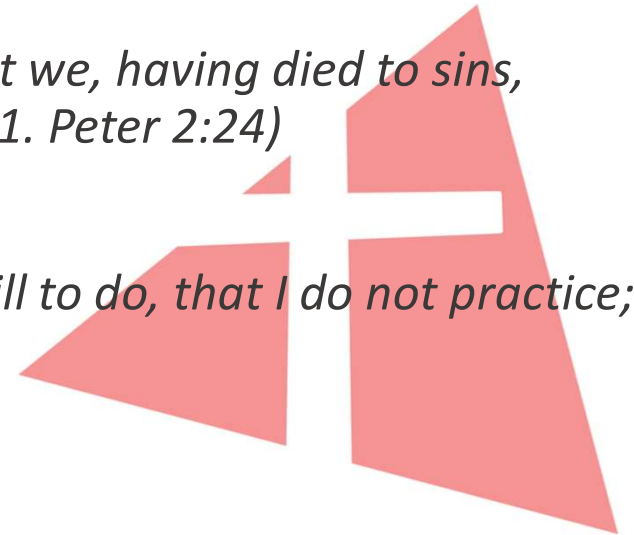 t we, having died to sins,
1. Peter 2:24)
ill to do, that I do not practice;